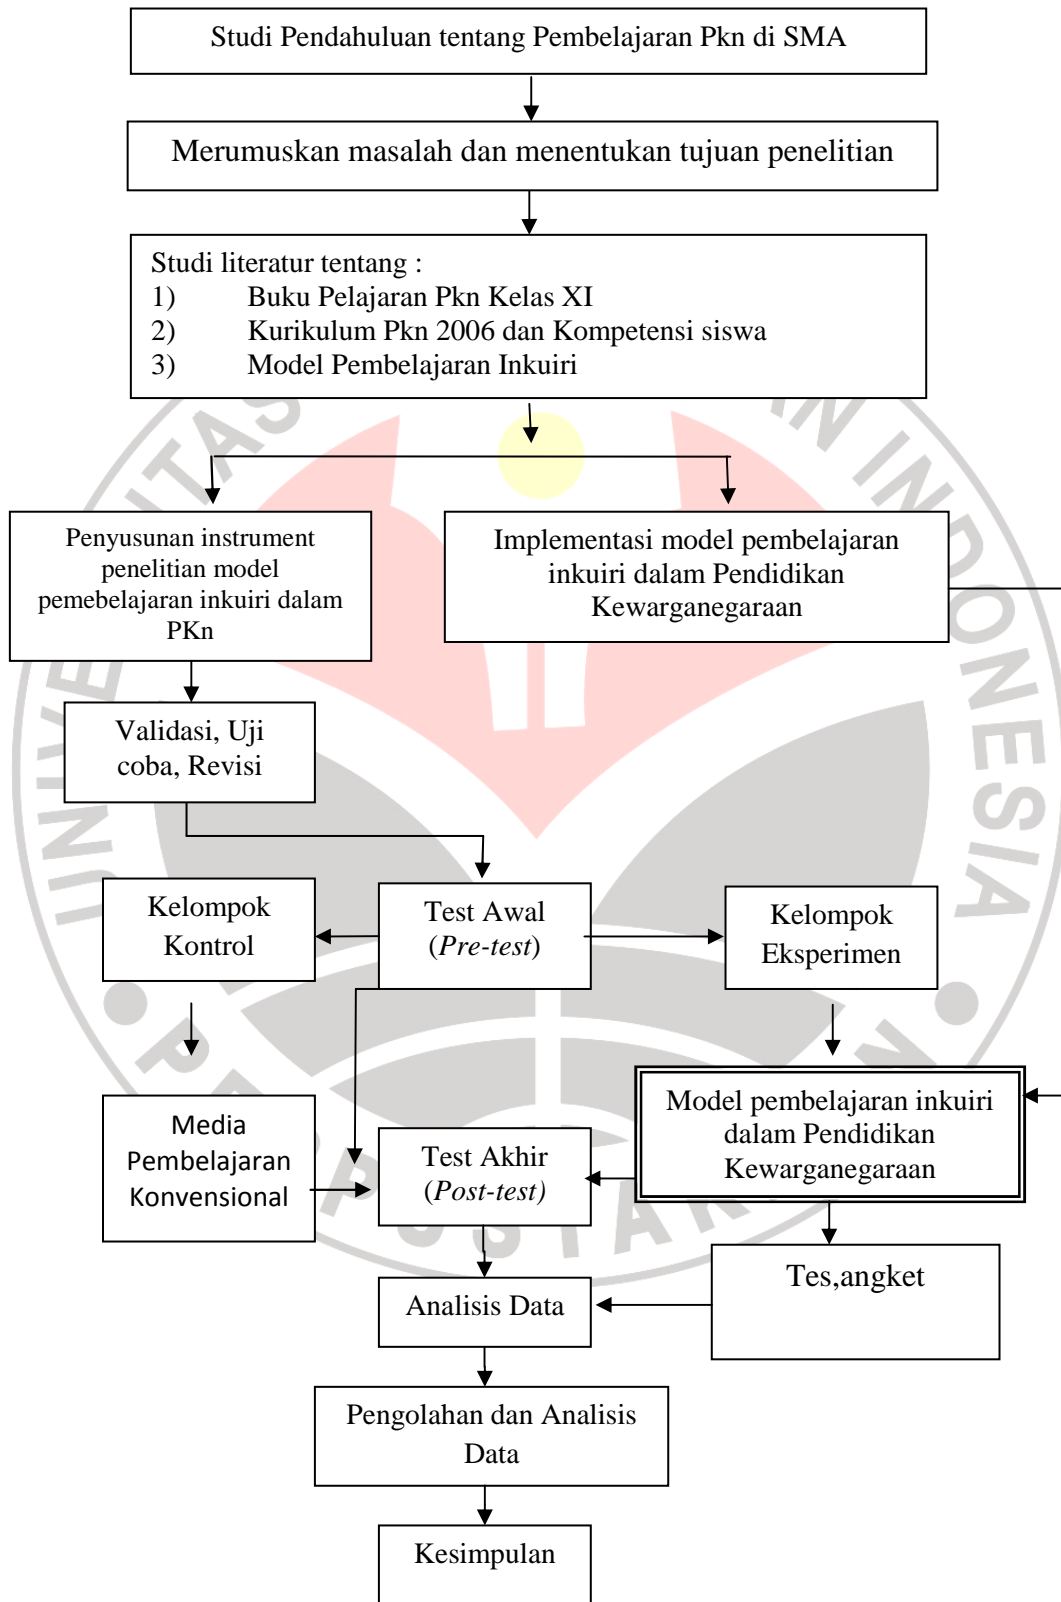 Studi Pendahuluan tentang Pembelajaran Pkn di SMA
Merumuskan masalah dan menentukan tujuan penelitian
Studi literatur tentang :
1) Buku Pelajaran Pkn Kelas XI
2) Kurikulum Pkn 2006 dan Kompetensi siswa
3) Model Pembelajaran Inkuiri
Penyusunan instrument
penelitian model
pemebelajaran inkuiri dalam
PKn
Implementasi model pembelajaran
inkuiri dalam Pendidikan
Kewarganegaraan
Validasi, Uji
coba, Revisi
Kelompok
Kontrol
Test Awal
(Pre-test)
Kelompok
Eksperimen
Media
Pembelajaran
Konvensional
Test Akhir
(Post-test)
Model pembelajaran inkuiri
dalam Pendidikan
Kewarganegaraan
Tes,angket
Analisis Data
Pengolahan dan Analisis
Data
Kesimpulan
INDONESIA